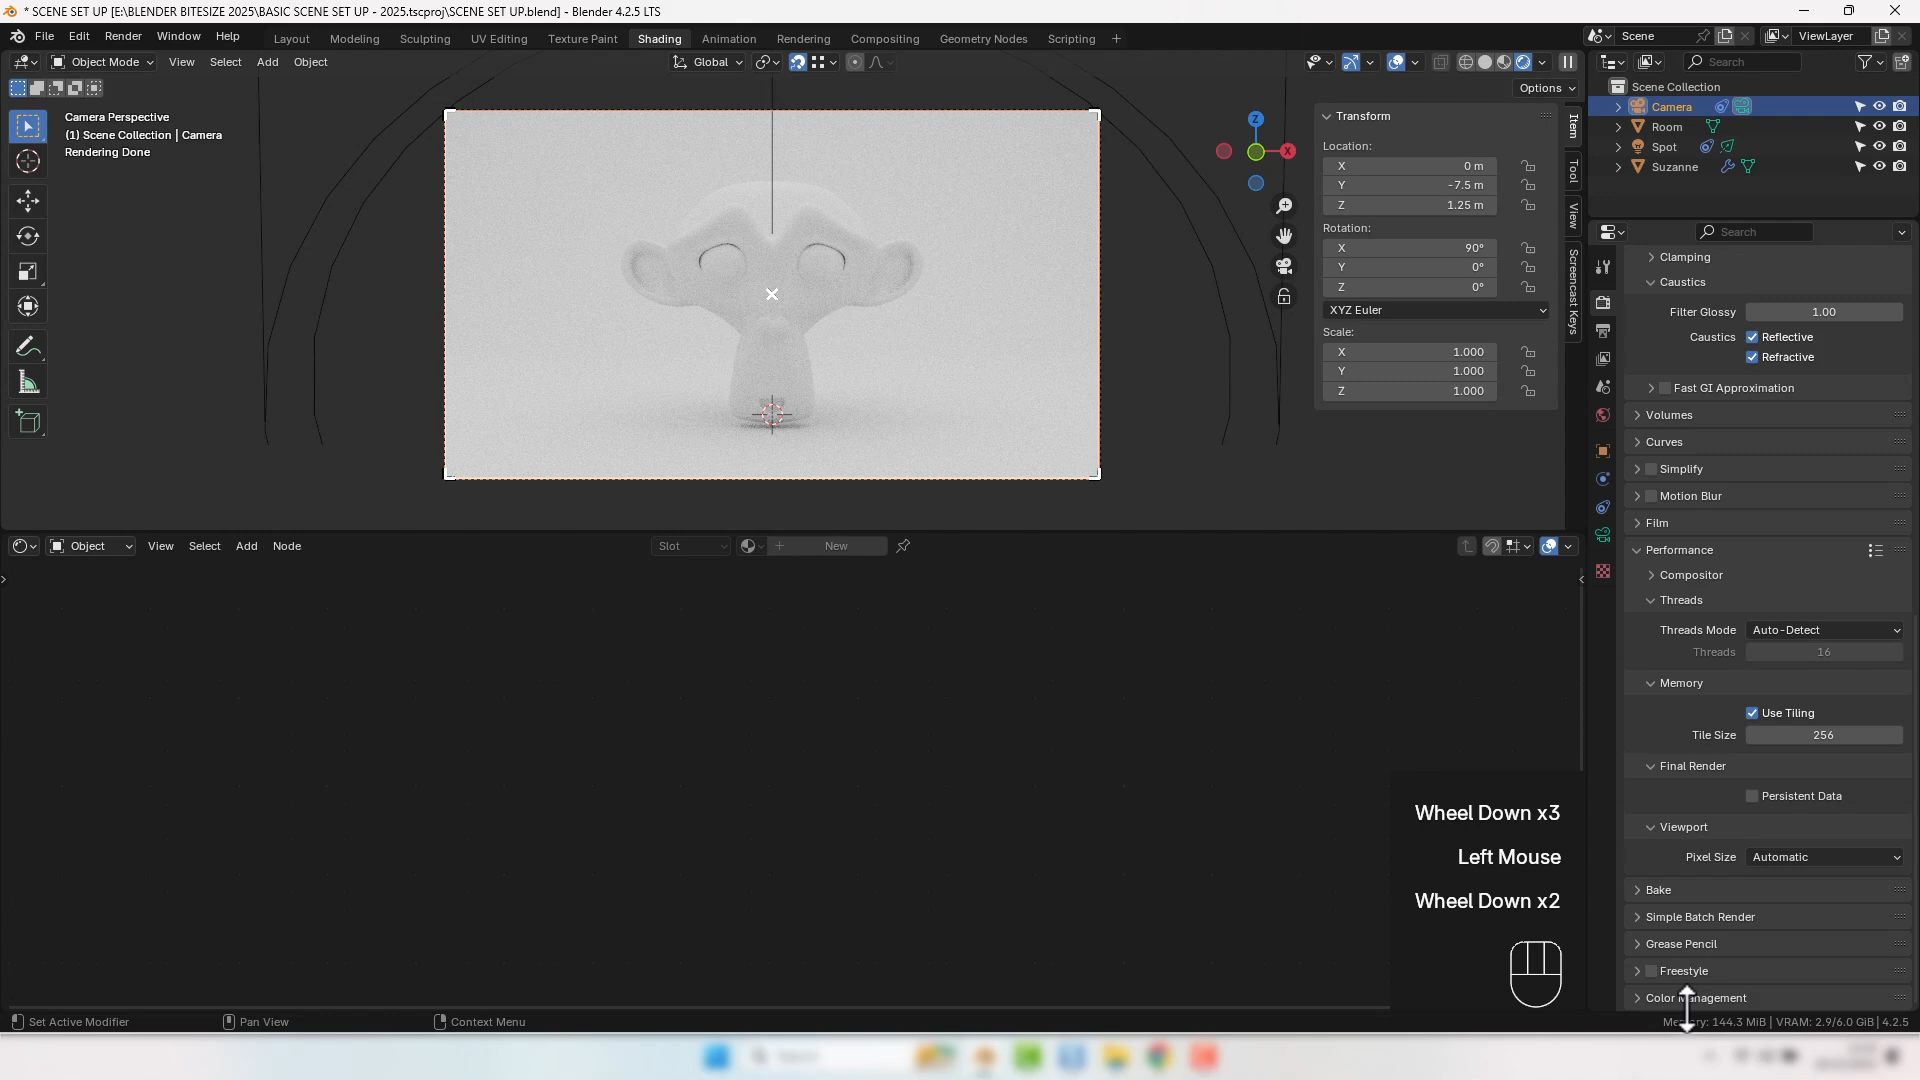 * SCENE SET UP [E:\BLENDER BITESIZE 2025\BASIC SCENE SET UP - 2025.tscproj\SCENE SET UP.blend] - Blender 4.2.5 LTS
File Edit Render Window Help Layout Modeling Sculpting UV Editing Texture Paint Shading Animation Rendering Compositing Geometry Nodes Scripting + Scene ViewLayer
Object Mode View Select Add Object Global Search
Options
Camera Perspective
(1) Scene Collection | Camera
Rendering Done
Transform
Location:
X 0 m
Y -7.5 m
Z 1.25 m
Rotation:
X 90°
Y 0°
Z 0°
XYZ Euler
Scale:
X 1.000
Y 1.000
Z 1.000
Z
X
Item
Tool
View
Screencast Keys
Scene Collection
Camera
Room
Spot
Suzanne
Search
Clamping
Caustics
Filter Glossy 1.00
Caustics Reflective
Refractive
Fast GI Approximation
Volumes
Curves
Simplify
Motion Blur
Film
Performance
Compositor
Threads
Threads Mode Auto-Detect
Threads 16
Memory
Use Tiling
Tile Size 256
Final Render
Persistent Data
Viewport
Pixel Size Automatic
Bake
Simple Batch Render
Grease Pencil
Freestyle
Color Management
Object View Select Add Node Slot New
Wheel Down x3
Left Mouse
Wheel Down x2
Set Active Modifier Pan View Context Menu
Memory: 144.3 MiB | VRAM: 2.9/6.0 GiB | 4.2.5
Search